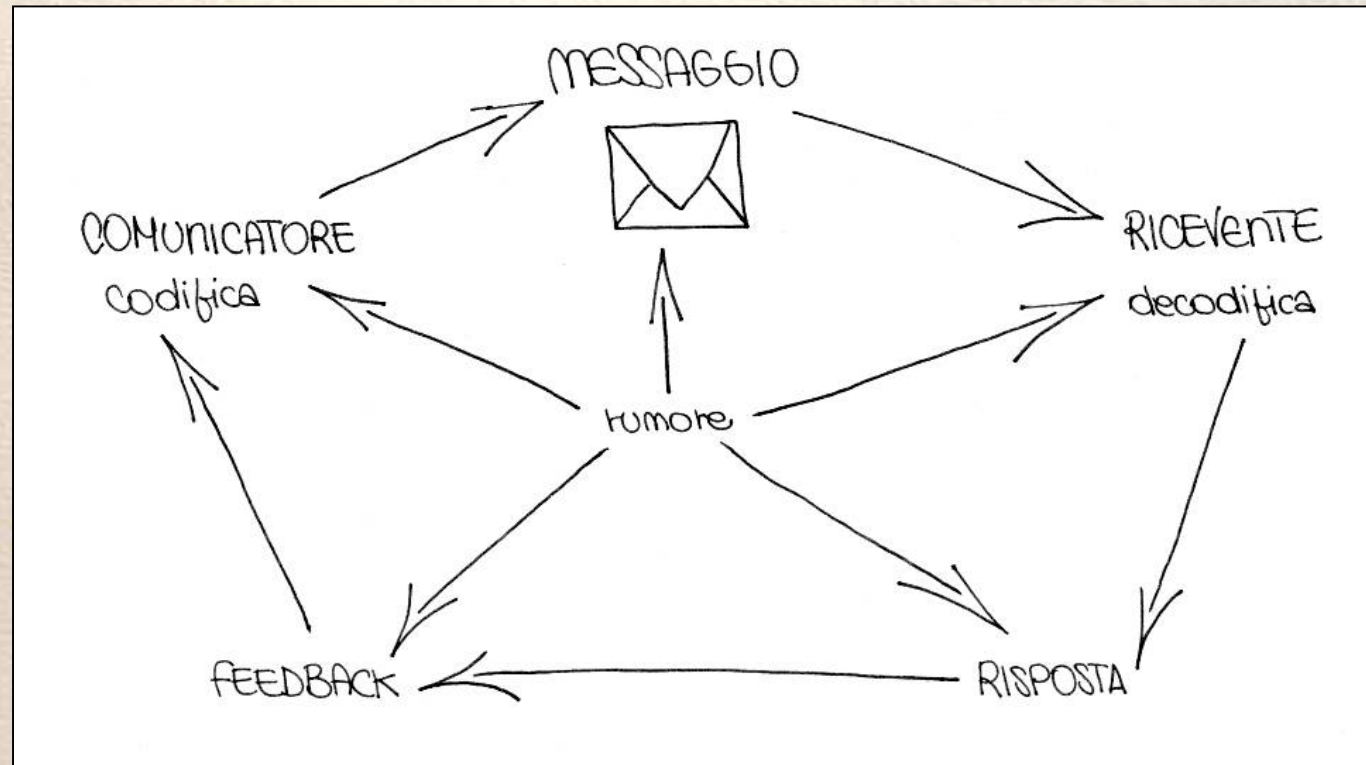 MESSAGGIO
COMUNICATORE
codifica
RICEVENTE
decodifica
rumore
FEEDBACK
RISPOSTA